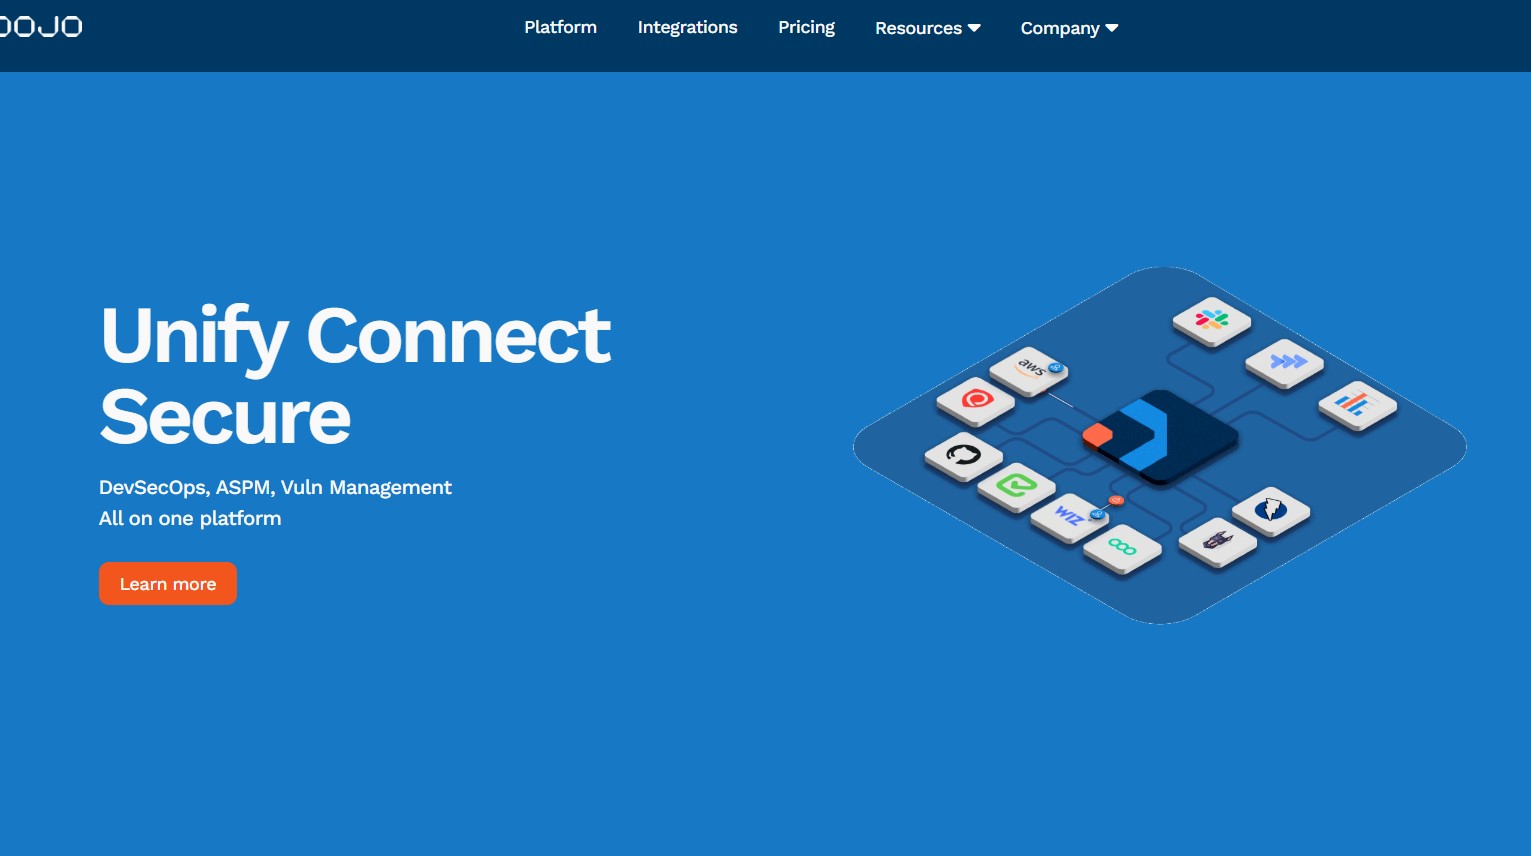 OOJO
Platform
Integrations
Pricing
Resources
Company
Unify Connect
Secure
DevSecOps, ASPM, Vuln Management
All on one platform
Learn more
aws
WIZ